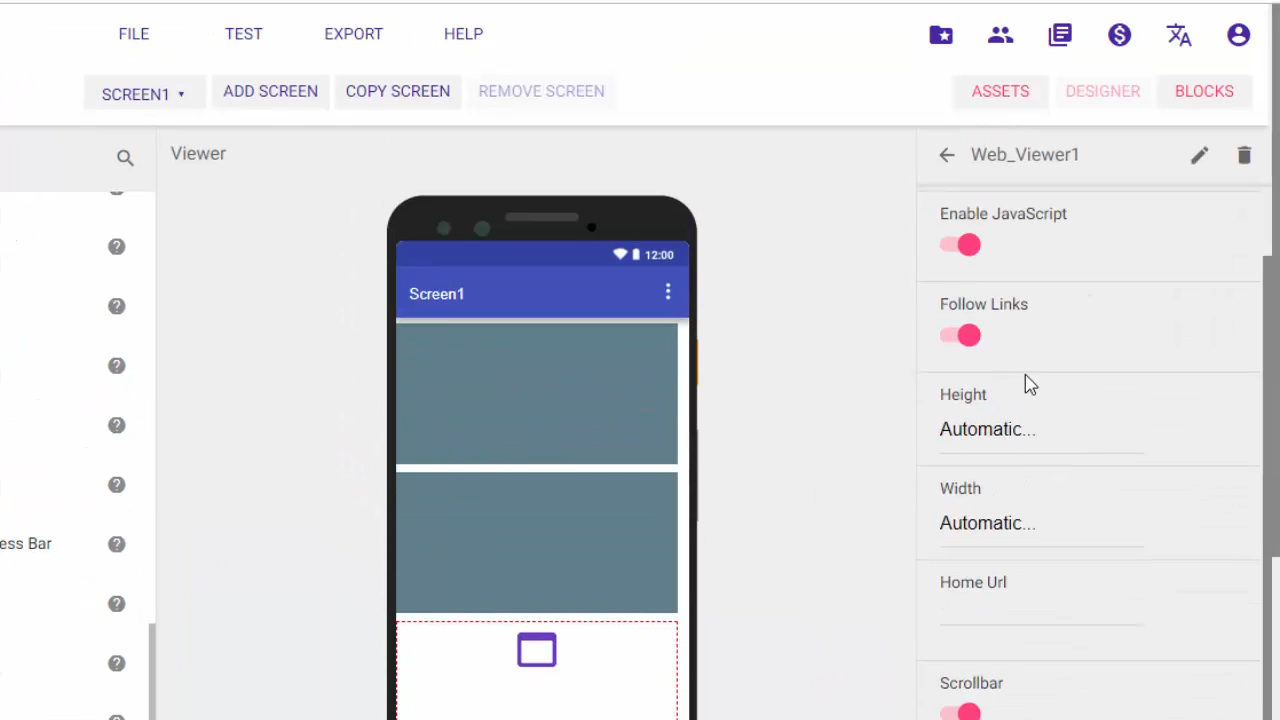 FILE TEST EXPORT HELP
SCREEN1 ▾ ADD SCREEN COPY SCREEN REMOVE SCREEN ASSETS DESIGNER BLOCKS
Viewer
Web_Viewer1
Enable JavaScript
12:00
Screen1
Follow Links
Height
Automatic...
Width
Automatic...
ess Bar
Home Url
Scrollbar